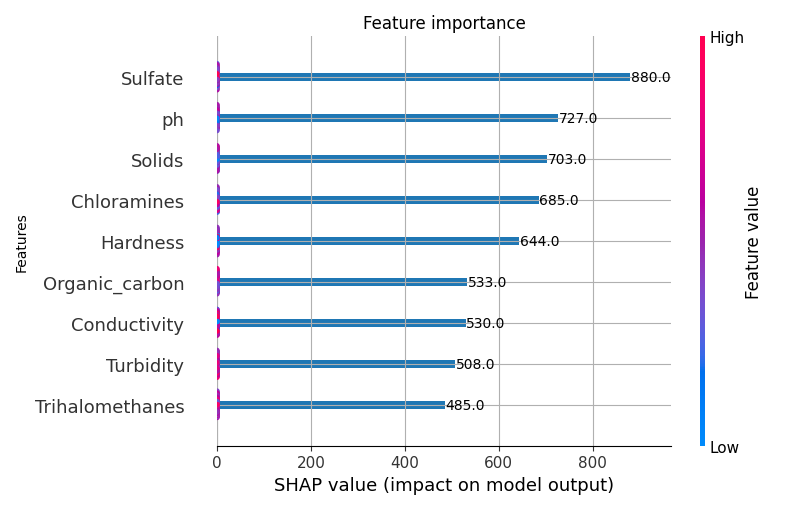 Feature importance
High
Sulfate 880.0
ph 727.0
Solids 703.0
Chloramines 685.0
Hardness 644.0
Organic_carbon 533.0
Conductivity 530.0
Turbidity 508.0
Trihalomethanes 485.0
Features
Feature value
Low
0 200 400 600 800
SHAP value (impact on model output)